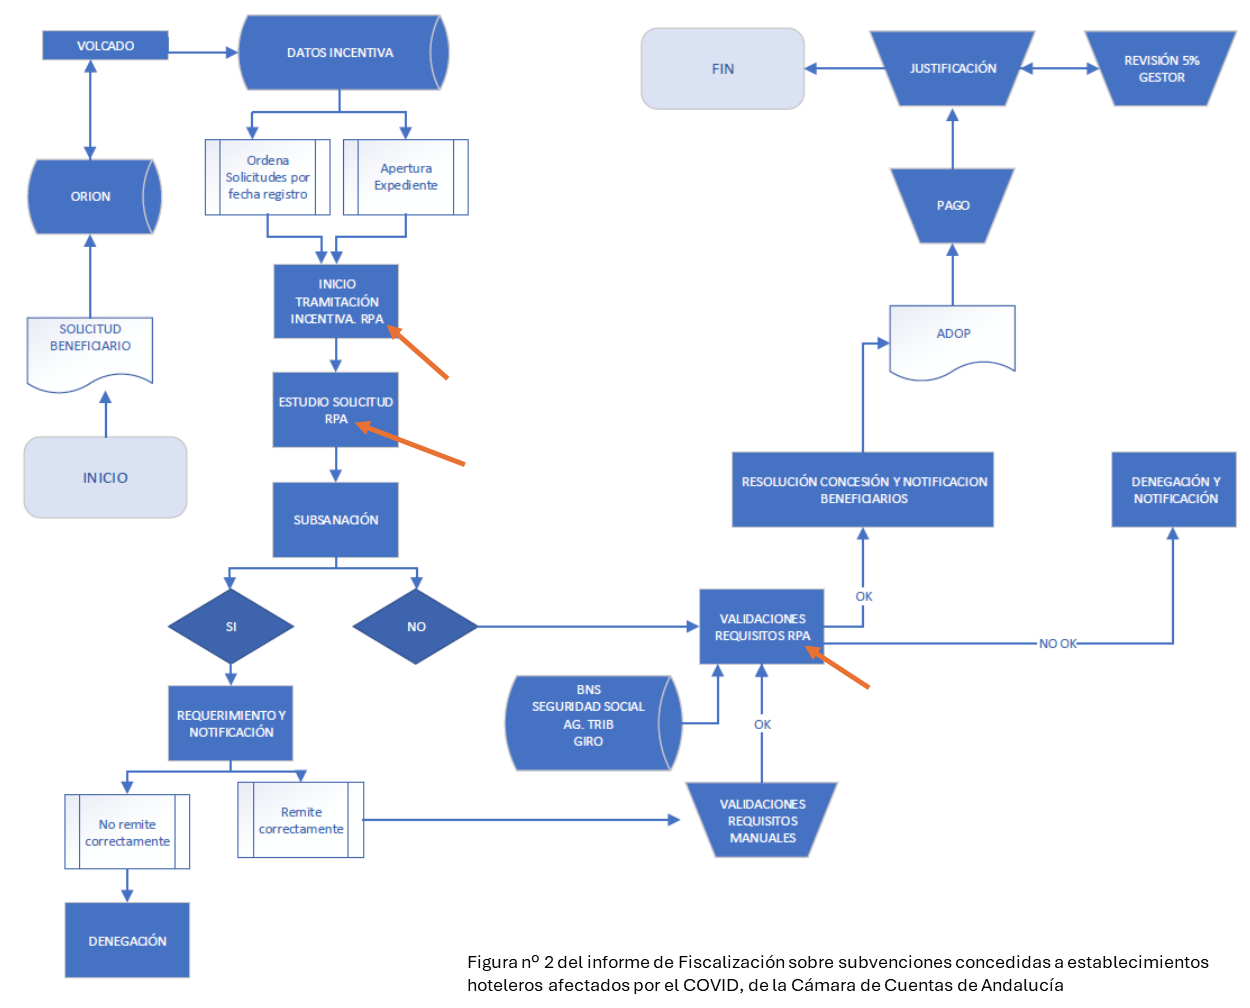 VOLCADO
DATOS INCENTIVA
Ordena
Solicitudes por
fecha registro
Apertura
Expediente
ORION
SOLICITUD
BENEFICIARIO
INICIO
INICIO
TRAMITACIÓN
INCENTIVA. RPA
ESTUDIO SOLICITUD
RPA
SUBSANACIÓN
SI
NO
REQUERIMIENTO Y
NOTIFICACIÓN
No remite
correctamente
Remite
correctamente
DENEGACIÓN
BNS
SEGURIDAD SOCIAL
AG. TRIB
GIRO
VALIDACIONES
REQUISITOS
MANUALES
OK
VALIDACIONES
REQUISITOS RPA
OK
NO OK
RESOLUCIÓN CONCESIÓN Y NOTIFICACION
BENEFICIARIOS
DENEGACIÓN Y
NOTIFICACIÓN
ADOP
PAGO
JUSTIFICACIÓN
REVISIÓN 5%
GESTOR
FIN
Figura nº 2 del informe de Fiscalización sobre subvenciones concedidas a establecimientos
hoteleros afectados por el COVID, de la Cámara de Cuentas de Andalucía